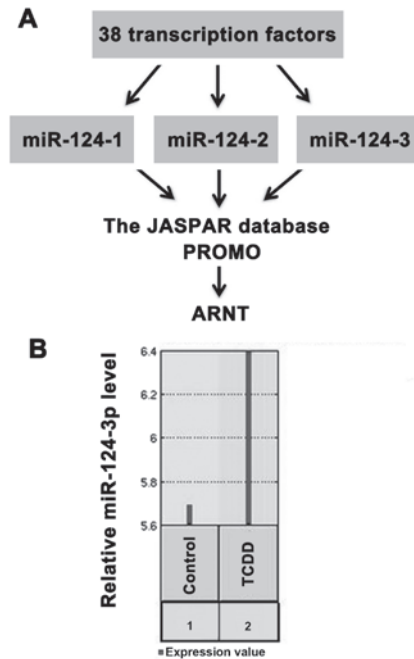 A
38 transcription factors
miR-124-1 miR-124-2 miR-124-3
The JASPAR database
PROMO
ARNT
B
Relative miR-124-3p level
6.4
6.2
6
5.8
5.6
Control TCDD
1 2
Expression value